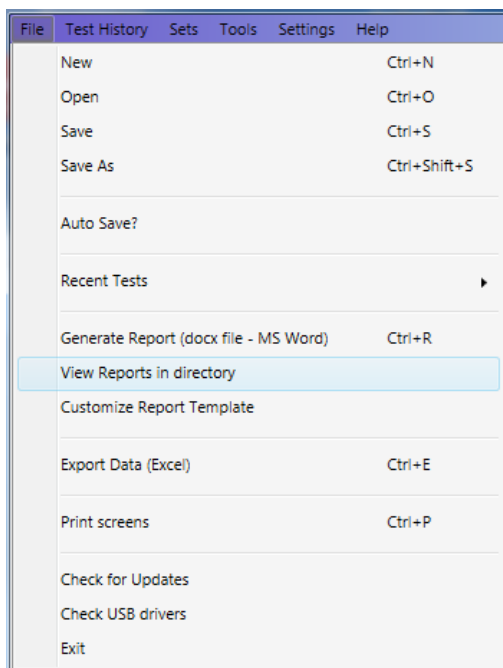 File Test History Sets Tools Settings Help
New Ctrl+N
Open Ctrl+O
Save Ctrl+S
Save As Ctrl+Shift+S
Auto Save?
Recent Tests
Generate Report (docx file - MS Word) Ctrl+R
View Reports in directory
Customize Report Template
Export Data (Excel) Ctrl+E
Print screens Ctrl+P
Check for Updates
Check USB drivers
Exit